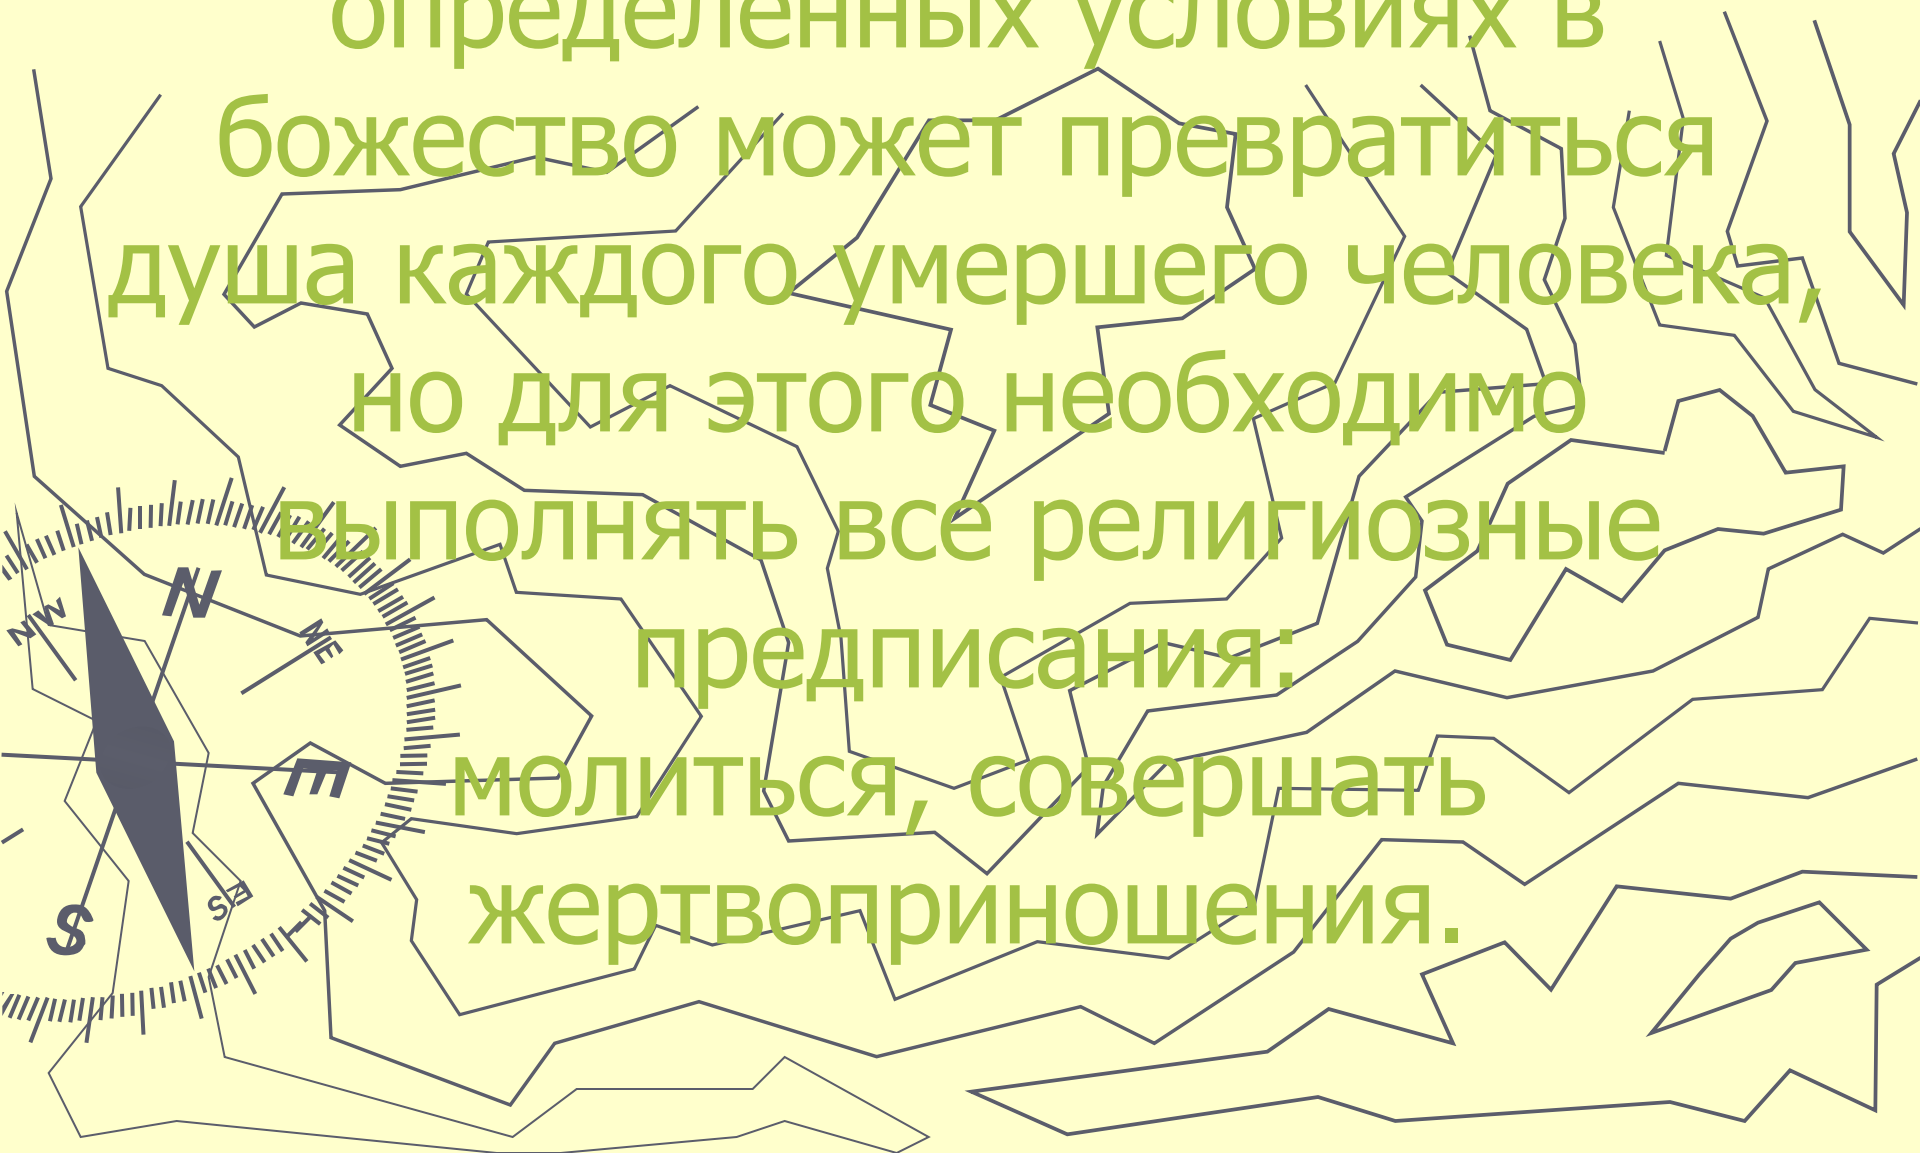 определенных условиях в
божество может превратиться
душа каждого умершего человека,
но для этого необходимо
выполнять все религиозные
предписания:
молиться, совершать
жертвоприношения.
N
NW
NE
E
SE
S